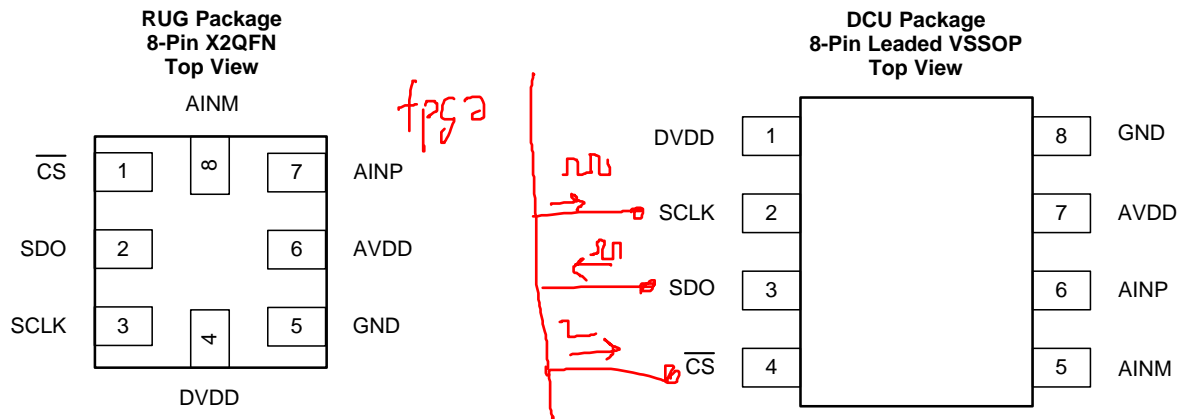 RUG Package
8-Pin X2QFN
Top View
AINM
CS
1
8
7
AINP
SDO
2
6
AVDD
SCLK
3
4
5
GND
DVDD
fpga
DCU Package
8-Pin Leaded VSSOP
Top View
DVDD
1
8
GND
SCLK
2
7
AVDD
SDO
3
6
AINP
CS
4
5
AINM